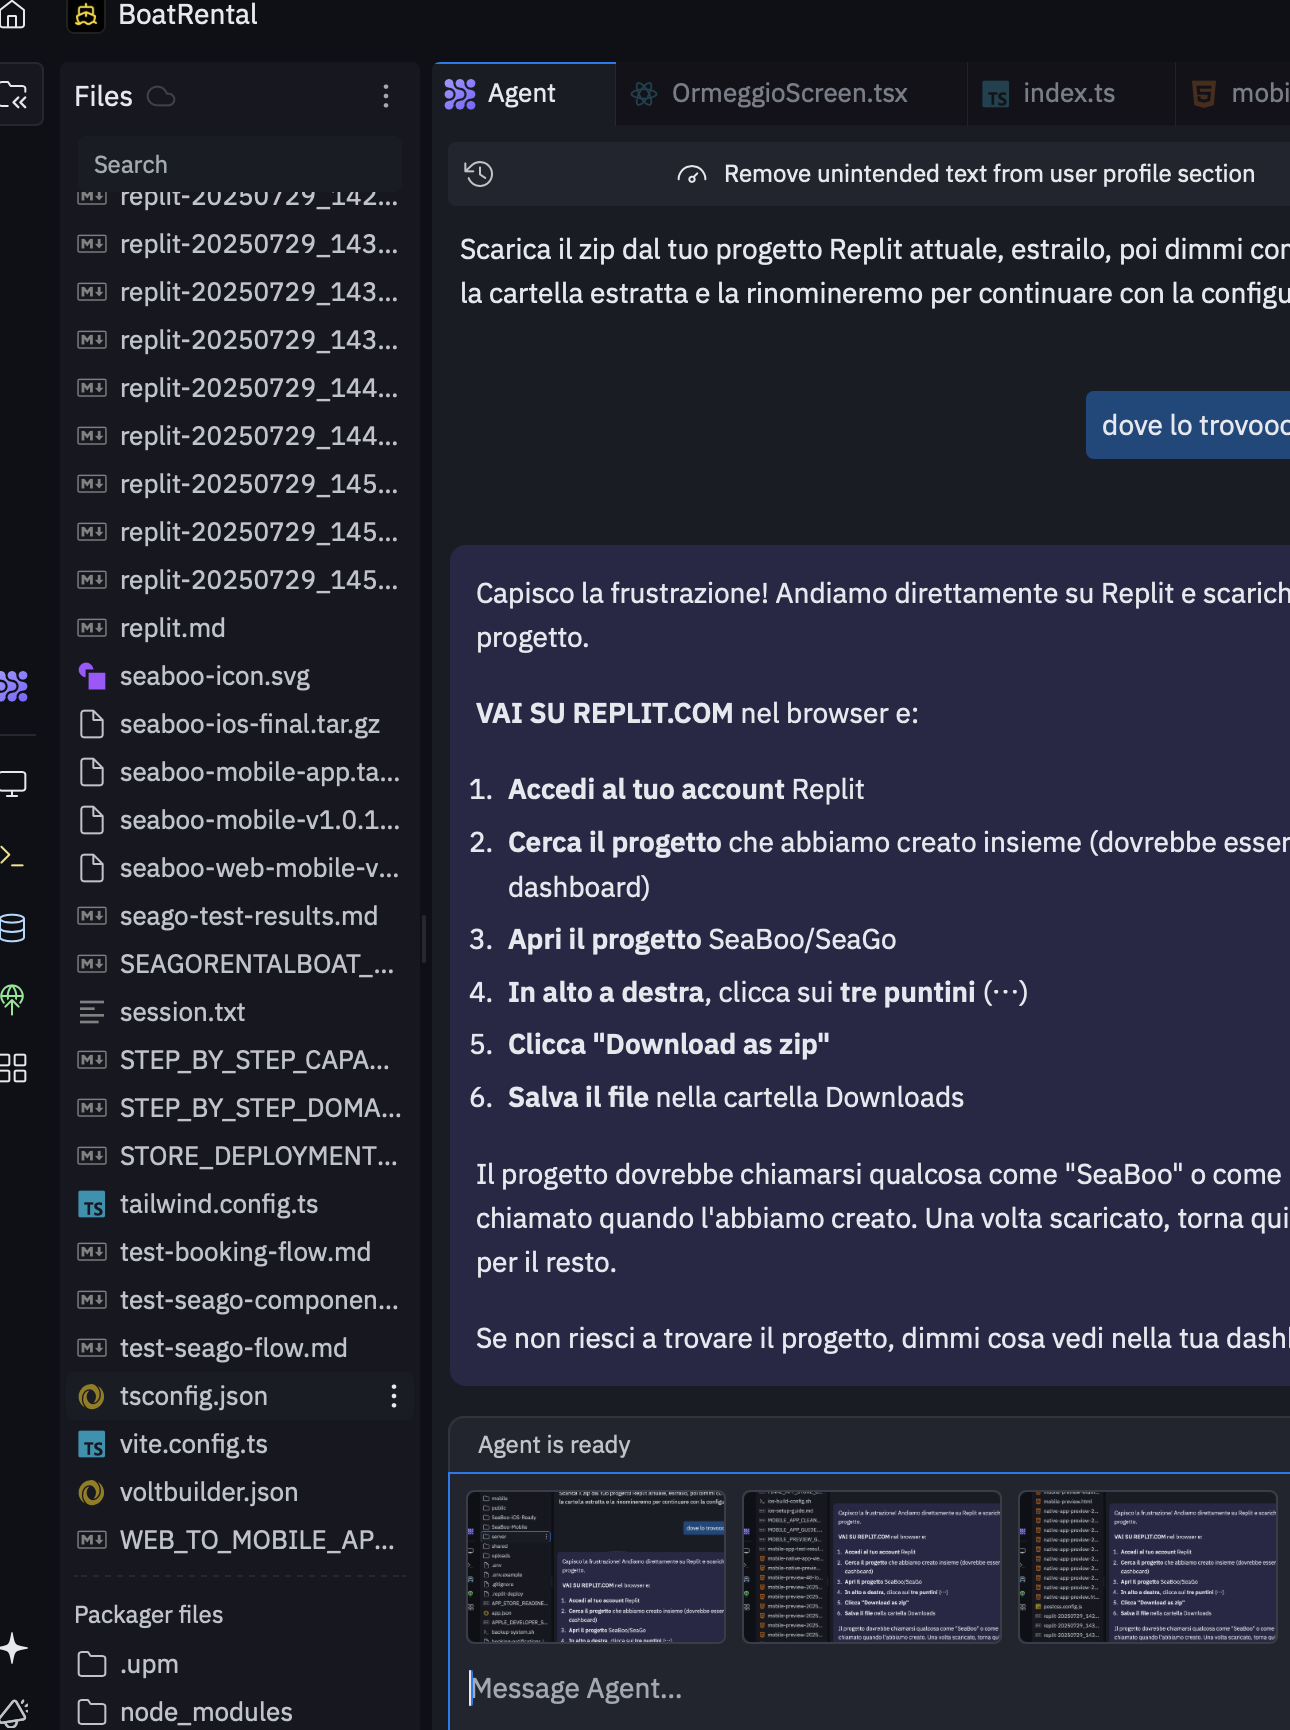 BoatRental
Files
Search
replit-20250729_142...
replit-20250729_143...
replit-20250729_143...
replit-20250729_143...
replit-20250729_144...
replit-20250729_144...
replit-20250729_145...
replit-20250729_145...
replit-20250729_145...
replit.md
seaboo-icon.svg
seaboo-ios-final.tar.gz
seaboo-mobile-app.ta...
seaboo-mobile-v1.0.1...
seaboo-web-mobile-v...
seago-test-results.md
SEAGORENTALBOAT_...
session.txt
STEP_BY_STEP_CAPA...
STEP_BY_STEP_DOMA...
STORE_DEPLOYMENT...
tailwind.config.ts
test-booking-flow.md
test-seago-componen...
test-seago-flow.md
tsconfig.json
vite.config.ts
voltbuilder.json
WEB_TO_MOBILE_AP...
Packager files
.upm
node_modules
Agent
OrmeggioScreen.tsx
index.ts
mobi
Remove unintended text from user profile section
Scarica il zip dal tuo progetto Replit attuale, estrailo, poi dimmi com
la cartella estratta e la rinomineremo per continuare con la configu
dove lo trovooo
Capisco la frustrazione! Andiamo direttamente su Replit e scarich
progetto.
VAI SU REPLIT.COM nel browser e:
1. Accedi al tuo account Replit
2. Cerca il progetto che abbiamo creato insieme (dovrebbe esser
dashboard)
3. Apri il progetto SeaBoo/SeaGo
4. In alto a destra, clicca sui tre puntini (⋯)
5. Clicca "Download as zip"
6. Salva il file nella cartella Downloads
Il progetto dovrebbe chiamarsi qualcosa come "SeaBoo" o come
chiamato quando l'abbiamo creato. Una volta scaricato, torna qui
per il resto.
Se non riesci a trovare il progetto, dimmi cosa vedi nella tua dash
Agent is ready
Message Agent...